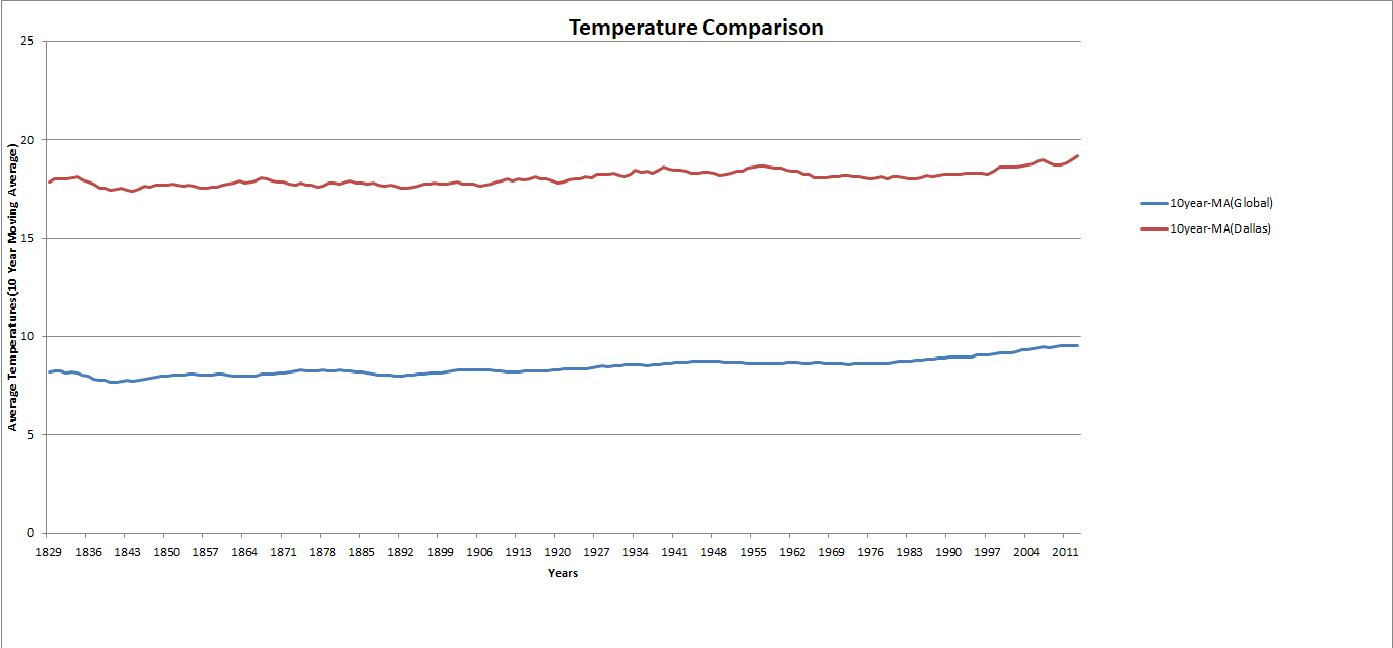 Temperature Comparison
25
20
15
10
5
0
Average Temperatures(10 Year Moving Average)
1829 1836 1843 1850 1857 1864 1871 1878 1885 1892 1899 1906 1913 1920 1927 1934 1941 1948 1955 1962 1969 1976 1983 1990 1997 2004 2011
Years
10year-MA(Global)
10year-MA(Dallas)